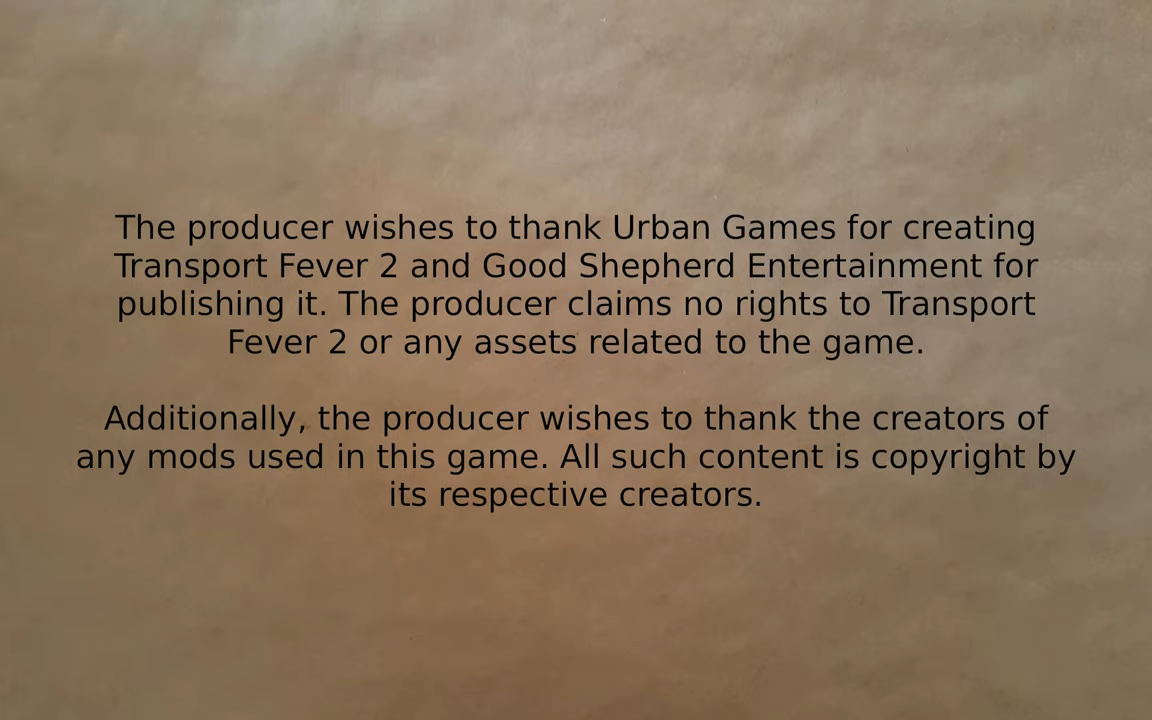 The producer wishes to thank Urban Games for creating
Transport Fever 2 and Good Shepherd Entertainment for
publishing it. The producer claims no rights to Transport
Fever 2 or any assets related to the game.
Additionally, the producer wishes to thank the creators of
any mods used in this game. All such content is copyright by
its respective creators.